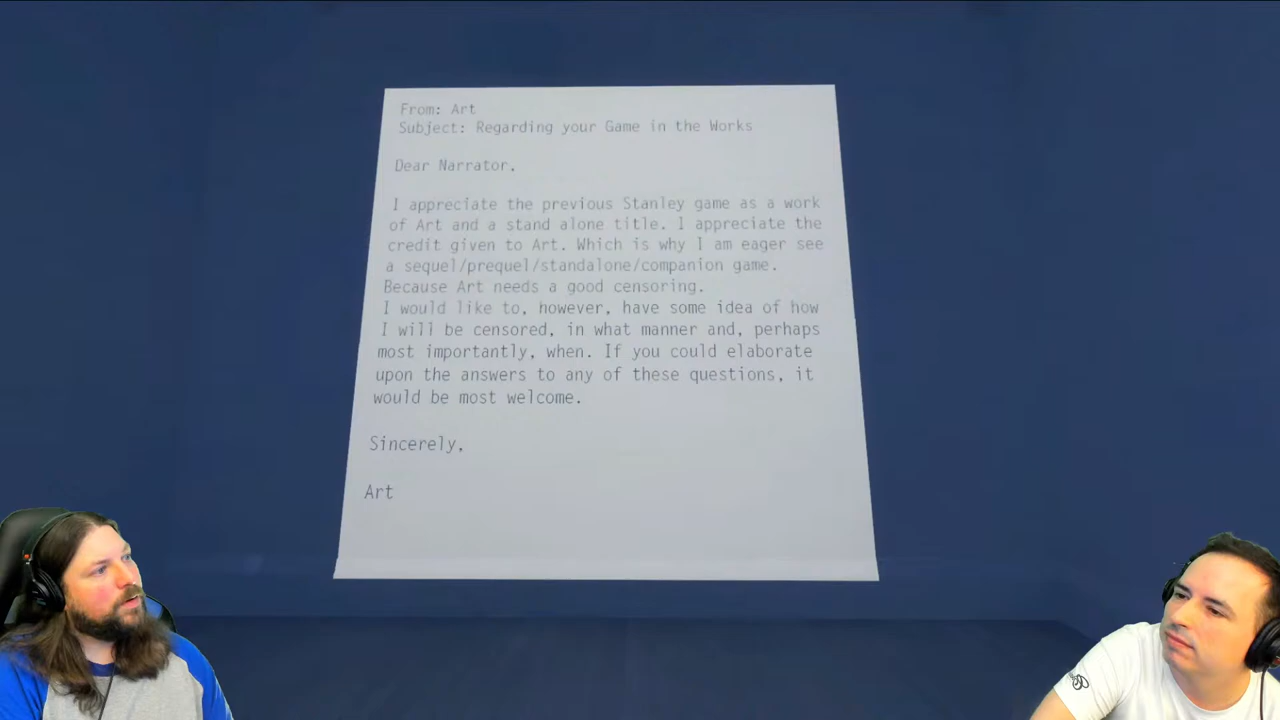 From: Art
Subject: Regarding your Game in the Works
Dear Narrator,
I appreciate the previous Stanley game as a work
of Art and a stand alone title. I appreciate the
credit given to Art. Which is why I am eager see
a sequel/prequel/standalone/companion game.
Because Art needs a good censoring.
I would like to, however, have some idea of how
I will be censored, in what manner and, perhaps
most importantly, when. If you could elaborate
upon the answers to any of these questions, it
would be most welcome.
Sincerely,
Art